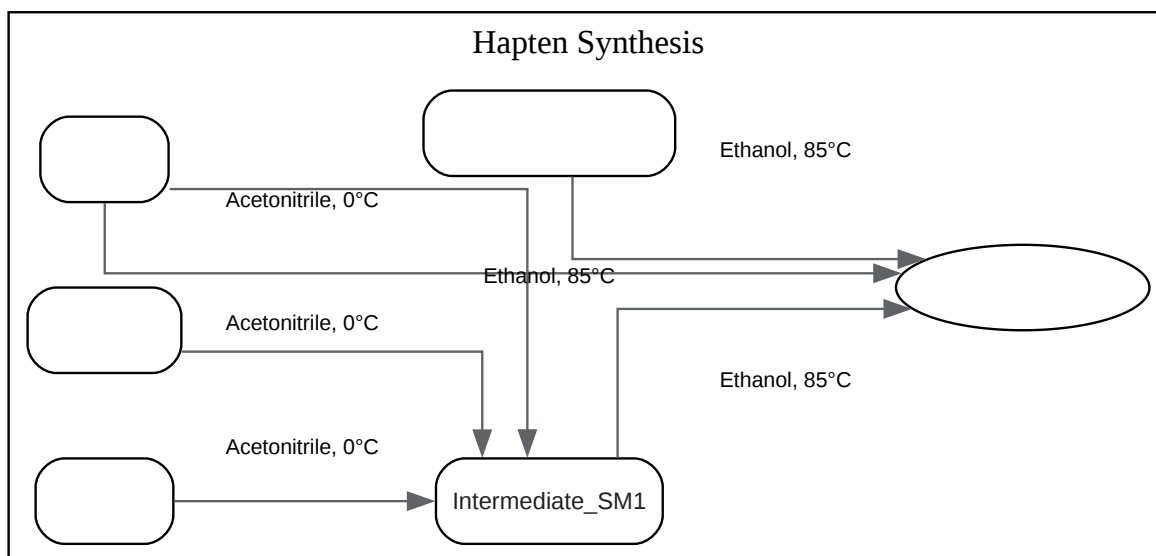 Hapten Synthesis
Ethanol, 85°C
Acetonitrile, 0°C
Ethanol, 85°C
Acetonitrile, 0°C
Ethanol, 85°C
Acetonitrile, 0°C
Intermediate_SM1